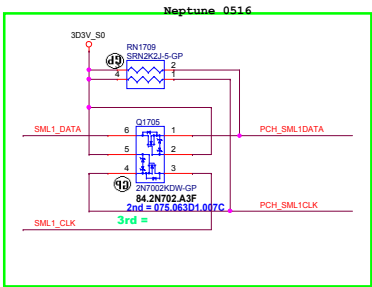 Neptune 0516
3D3V_S0
RN1709
SRN2K2J-5-GP
3 2
4 1
SML1_DATA 6 Q1705 1 PCH_SML1DATA
5 2
4 3
2N7002KDW-GP
84.2N702.A3F
2nd = 075.063D1.007C
3rd =
PCH_SML1CLK
SML1_CLK